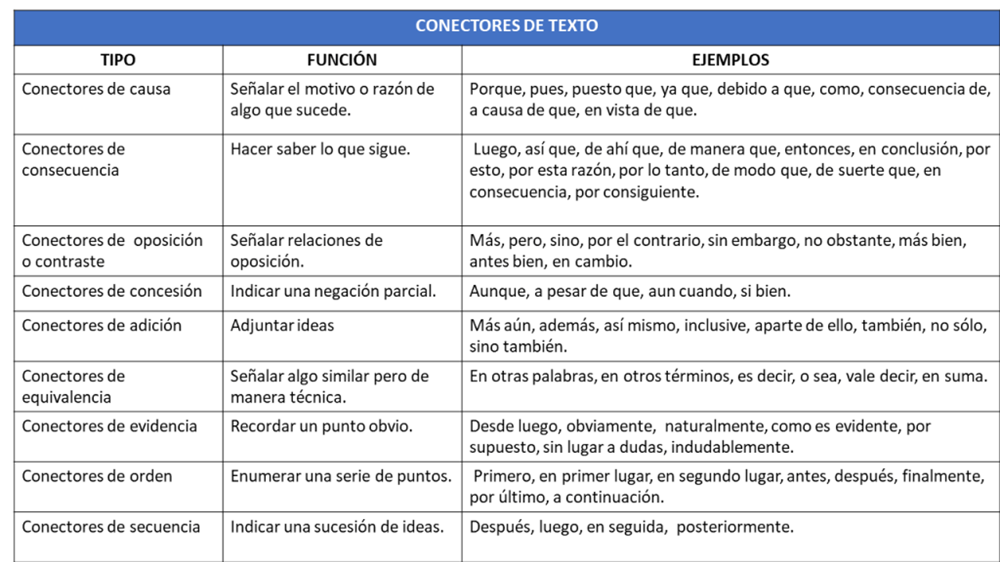 CONECTORES DE TEXTO
TIPO FUNCIÓN EJEMPLOS
Conectores de causa
Señalar el motivo o razón de
algo que sucede.
Porque, pues, puesto que, ya que, debido a que, como, consecuencia de,
a causa de que, en vista de que.
Conectores de
consecuencia
Hacer saber lo que sigue.
Luego, así que, de ahí que, de manera que, entonces, en conclusión, por
esto, por esta razón, por lo tanto, de modo que, de suerte que, en
consecuencia, por consiguiente.
Conectores de oposición
o contraste
Señalar relaciones de
oposición.
Más, pero, sino, por el contrario, sin embargo, no obstante, más bien,
antes bien, en cambio.
Conectores de concesión
Indicar una negación parcial.
Aunque, a pesar de que, aun cuando, si bien.
Conectores de adición
Adjuntar ideas
Más aún, además, así mismo, inclusive, aparte de ello, también, no sólo,
sino también.
Conectores de
equivalencia
Señalar algo similar pero de
manera técnica.
En otras palabras, en otros términos, es decir, o sea, vale decir, en suma.
Conectores de evidencia
Recordar un punto obvio.
Desde luego, obviamente, naturalmente, como es evidente, por
supuesto, sin lugar a dudas, indudablemente.
Conectores de orden
Enumerar una serie de puntos.
Primero, en primer lugar, en segundo lugar, antes, después, finalmente,
por último, a continuación.
Conectores de secuencia
Indicar una sucesión de ideas.
Después, luego, en seguida, posteriormente.